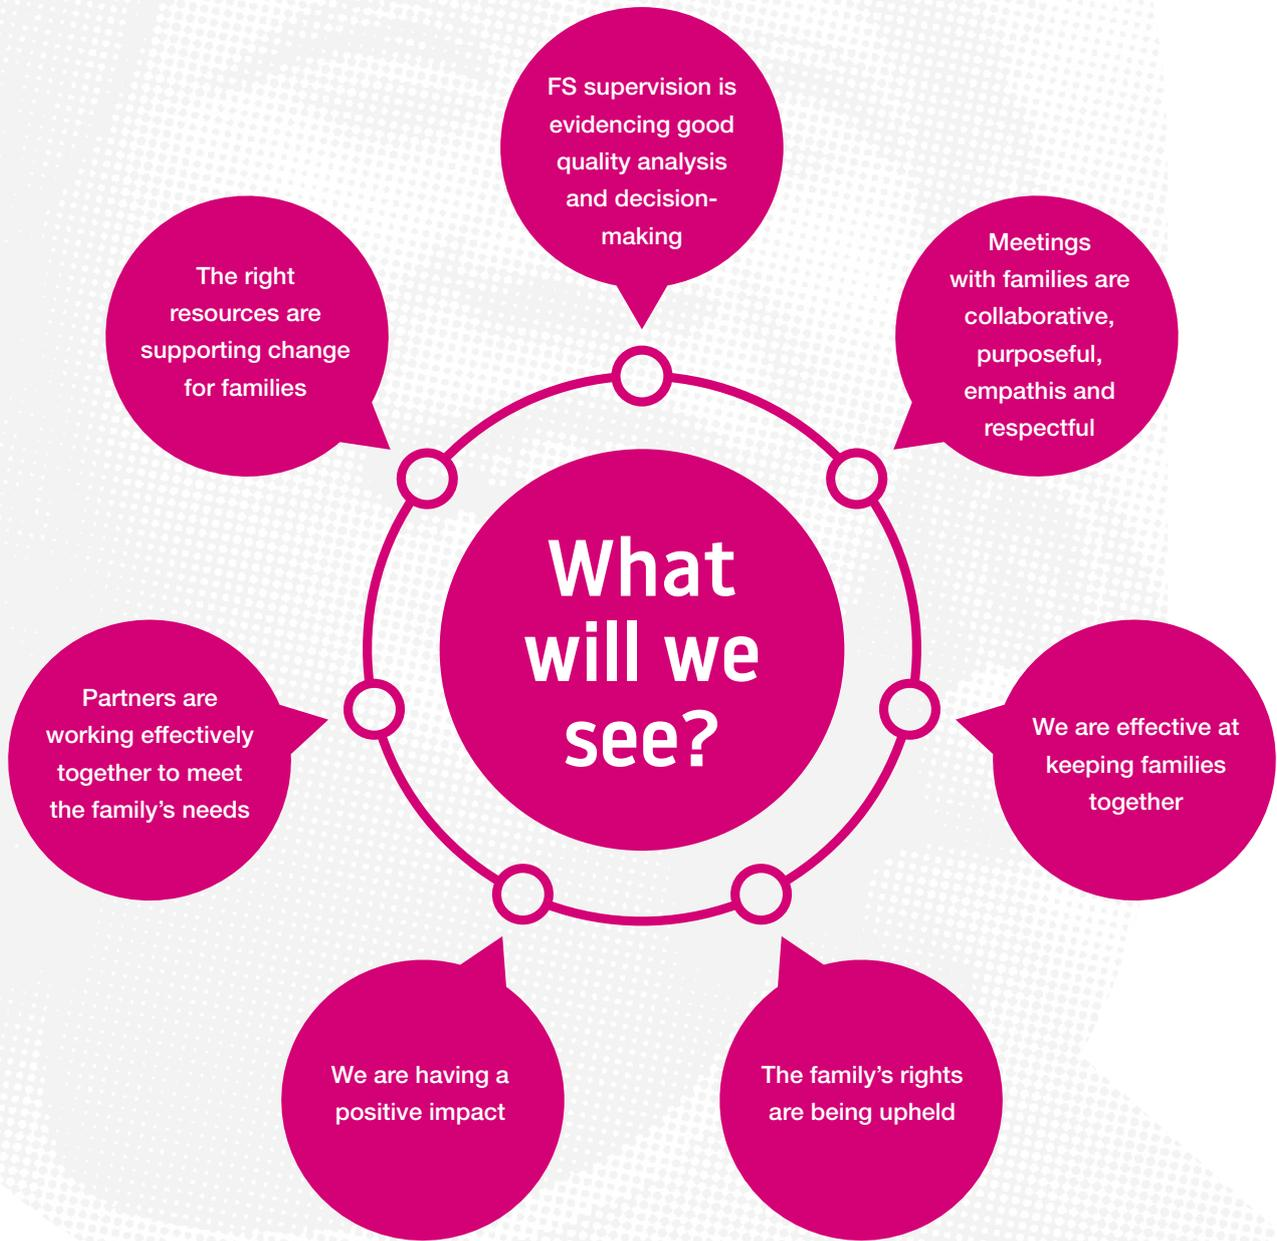 FS supervision is
evidencing good
quality analysis
and decision-
making
Meetings
with families are
collaborative,
purposeful,
empathis and
respectful
The right
resources are
supporting change
for families
What
will we
see?
Partners are
working effectively
together to meet
the family’s needs
We are effective at
keeping families
together
We are having a
positive impact
The family’s rights
are being upheld